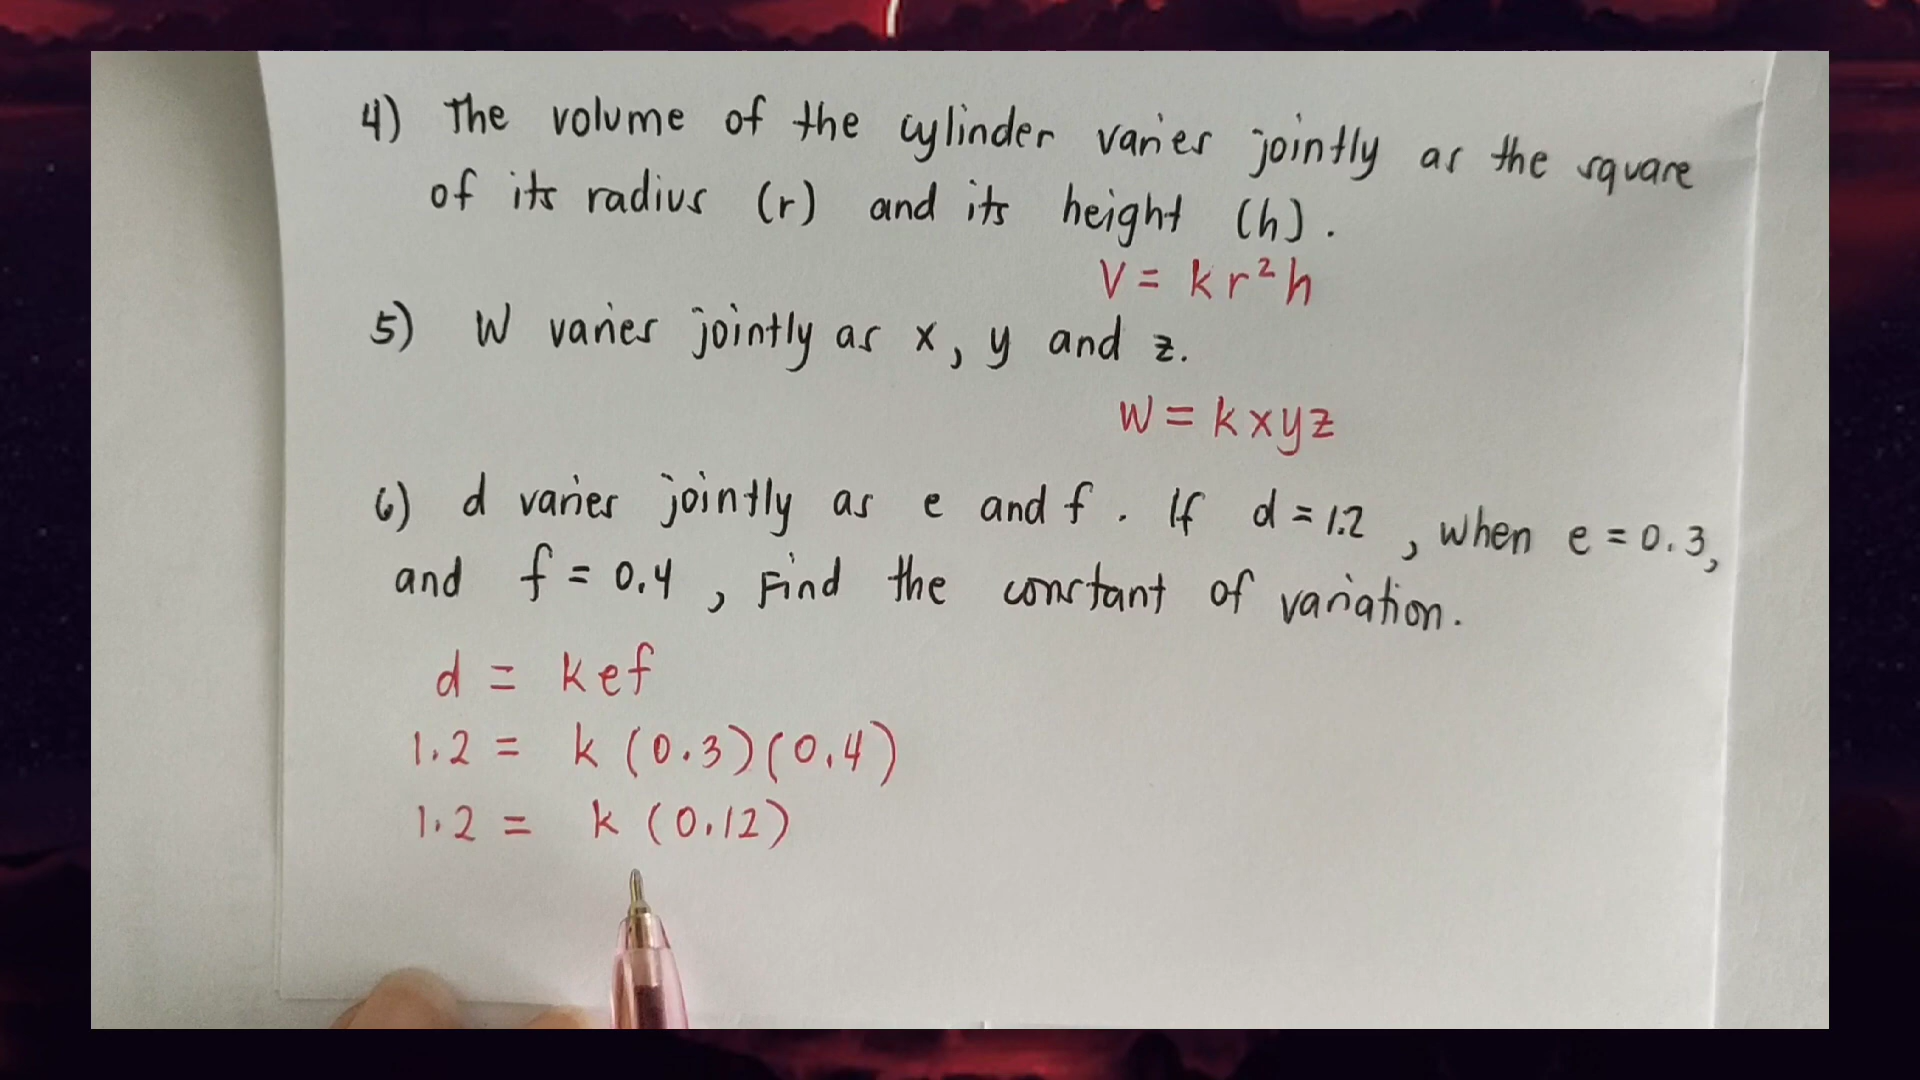 4) The volume of the cylinder varies jointly as the square
of its radius (r) and its height (h).
V = kr²h
5) W varies jointly as x, y and z.
W = kxyz
6) d varies jointly as e and f. If d = 1.2, when e = 0.3,
and f = 0.4, Find the constant of variation.
d = kef
1.2 = k (0.3)(0.4)
1.2 = k (0.12)